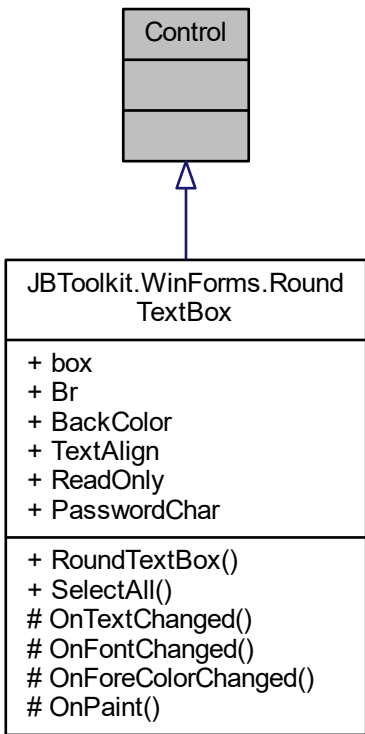 Control
JBToolkit.WinForms.Round
TextBox
+ box
+ Br
+ BackColor
+ TextAlign
+ ReadOnly
+ PasswordChar
+ RoundTextBox()
+ SelectAll()
# OnTextChanged()
# OnFontChanged()
# OnForeColorChanged()
# OnPaint()